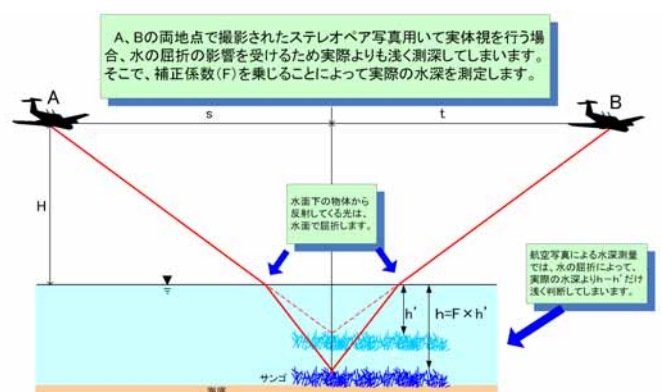 A、Bの両地点で撮影されたステレオペア写真用いて実体視を行う場
合、水の屈折の影響を受けるため実際よりも浅く測深してしまいます。
そこで、補正係数(F)を乗じることによって実際の水深を測定します。
A
B
s
t
H
水面下の物体から
反射してくる光は、
水面で屈折します。
航空写真による水深測量
では、水の屈折によって、
実際の水深よりh-h'だけ
浅く判断してしまいます。
h'
h=F×h'
サンゴ
海底